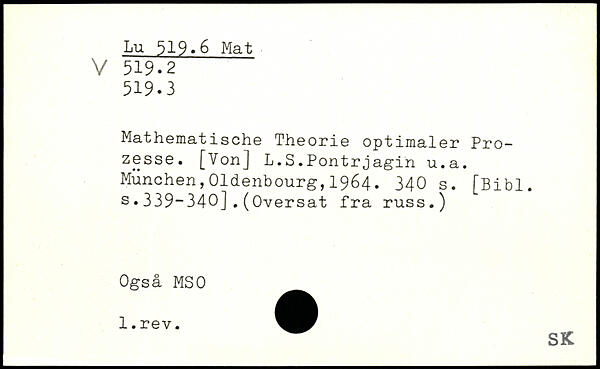 Lu 519.6 Mat
V 519.2
519.3
Mathematische Theorie optimaler Pro-
zesse. [Von] L.S.Pontrjagin u.a.
München,Oldenbourg,1964. 340 s. [Bibl.
s.339-340].(Oversat fra russ.)
Også MSO
1.rev.
SK